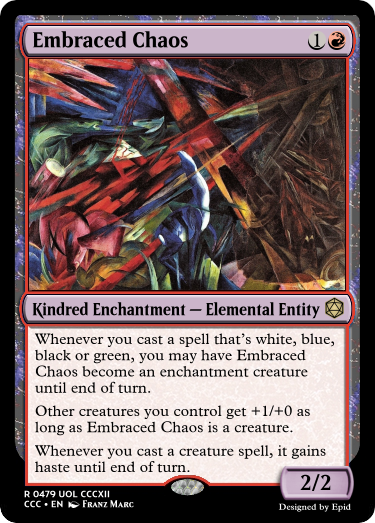 Embraced Chaos 1
Kindred Enchantment — Elemental Entity
Whenever you cast a spell that's white, blue,
black or green, you may have Embraced
Chaos become an enchantment creature
until end of turn.
Other creatures you control get +1/+0 as
long as Embraced Chaos is a creature.
Whenever you cast a creature spell, it gains
haste until end of turn.
2/2
R 0479 UOL CCCXII
CCC • EN Franz Marc
Designed by Epid